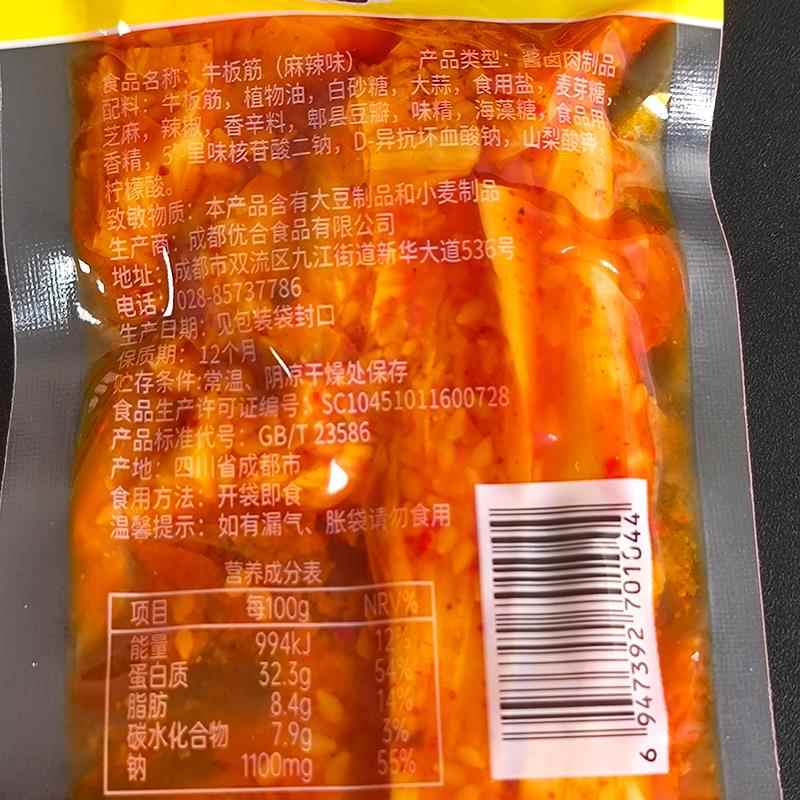 食品名称：牛板筋（麻辣味） 产品类型：酱卤肉制品
配料：牛板筋，植物油，白砂糖，大蒜，食用盐，麦芽糖，
芝麻，辣椒，香辛料，郫县豆瓣，味精，海藻糖，食品用
香精，5' 呈味核苷酸二钠，D-异抗坏血酸钠，山梨酸钾，
柠檬酸。
致敏物质：本产品含有大豆制品和小麦制品
生产商：成都优合食品有限公司
地址：成都市双流区九江街道新华大道536号
电话：028-85737786
生产日期：见包装袋封口
保质期：12个月
贮存条件:常温、阴凉干燥处保存
食品生产许可证编号：SC10451011600728
产品标准代号：GB/T 23586
产地：四川省成都市
食用方法：开袋即食
温馨提示：如有漏气、胀袋请勿食用
营养成分表
项目 每100g NRV%
能量 994kJ 12%
蛋白质 32.3g 54%
脂肪 8.4g 14%
碳水化合物 7.9g 3%
钠 1100mg 55%
6 947392 701044